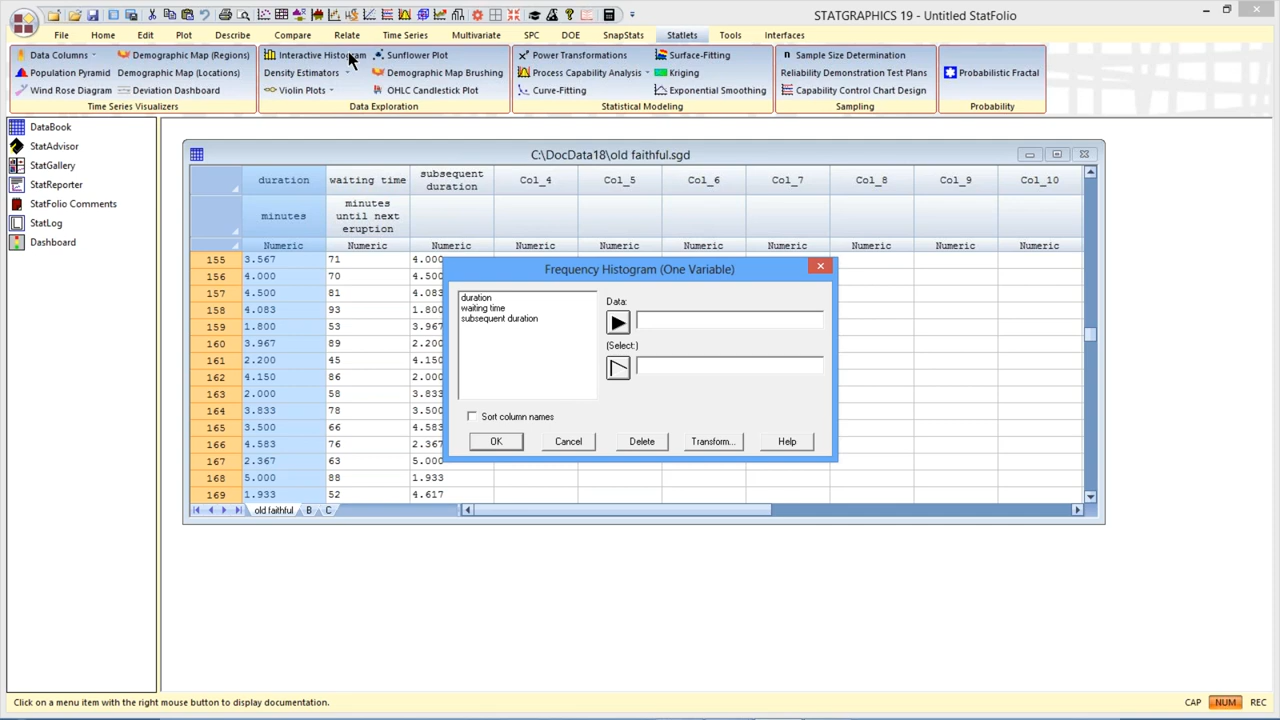 STATGRAPHICS 19 - Untitled StatFolio
File Home Edit Plot Describe Compare Relate Time Series Multivariate SPC DOE SnapStats Statlets Tools Interfaces
Data Columns Demographic Map (Regions) Interactive Histogram Sunflower Plot Power Transformations Surface-Fitting Sample Size Determination
Population Pyramid Demographic Map (Locations) Density Estimators Demographic Map Brushing Process Capability Analysis Kriging Reliability Demonstration Test Plans Probabilistic Fractal
Wind Rose Diagram Deviation Dashboard Violin Plots OHLC Candlestick Plot Curve-Fitting Exponential Smoothing Capability Control Chart Design
Time Series Visualizers Data Exploration Statistical Modeling Sampling Probability
DataBook
StatAdvisor
StatGallery
StatReporter
StatFolio Comments
StatLog
Dashboard
C:\DocData18\old faithful.sgd
duration waiting time subsequent duration Col_4 Col_5 Col_6 Col_7 Col_8 Col_9 Col_10
minutes minutes until next eruption
Numeric Numeric Numeric Numeric Numeric Numeric Numeric Numeric Numeric Numeric
155 3.567 71 4.000
156 4.000 70 4.500
157 4.500 81 4.083
158 4.083 93 1.800
159 1.800 53 3.967
160 3.967 89 2.200
161 2.200 45 4.150
162 4.150 86 2.000
163 2.000 58 3.833
164 3.833 78 3.500
165 3.500 66 4.583
166 4.583 76 2.367
167 2.367 63 5.000
168 5.000 88 1.933
169 1.933 52 4.617
old faithful B C
Frequency Histogram (One Variable)
duration
waiting time
subsequent duration
Data:
(Select:)
Sort column names
OK Cancel Delete Transform... Help
Click on a menu item with the right mouse button to display documentation.
CAP NUM REC